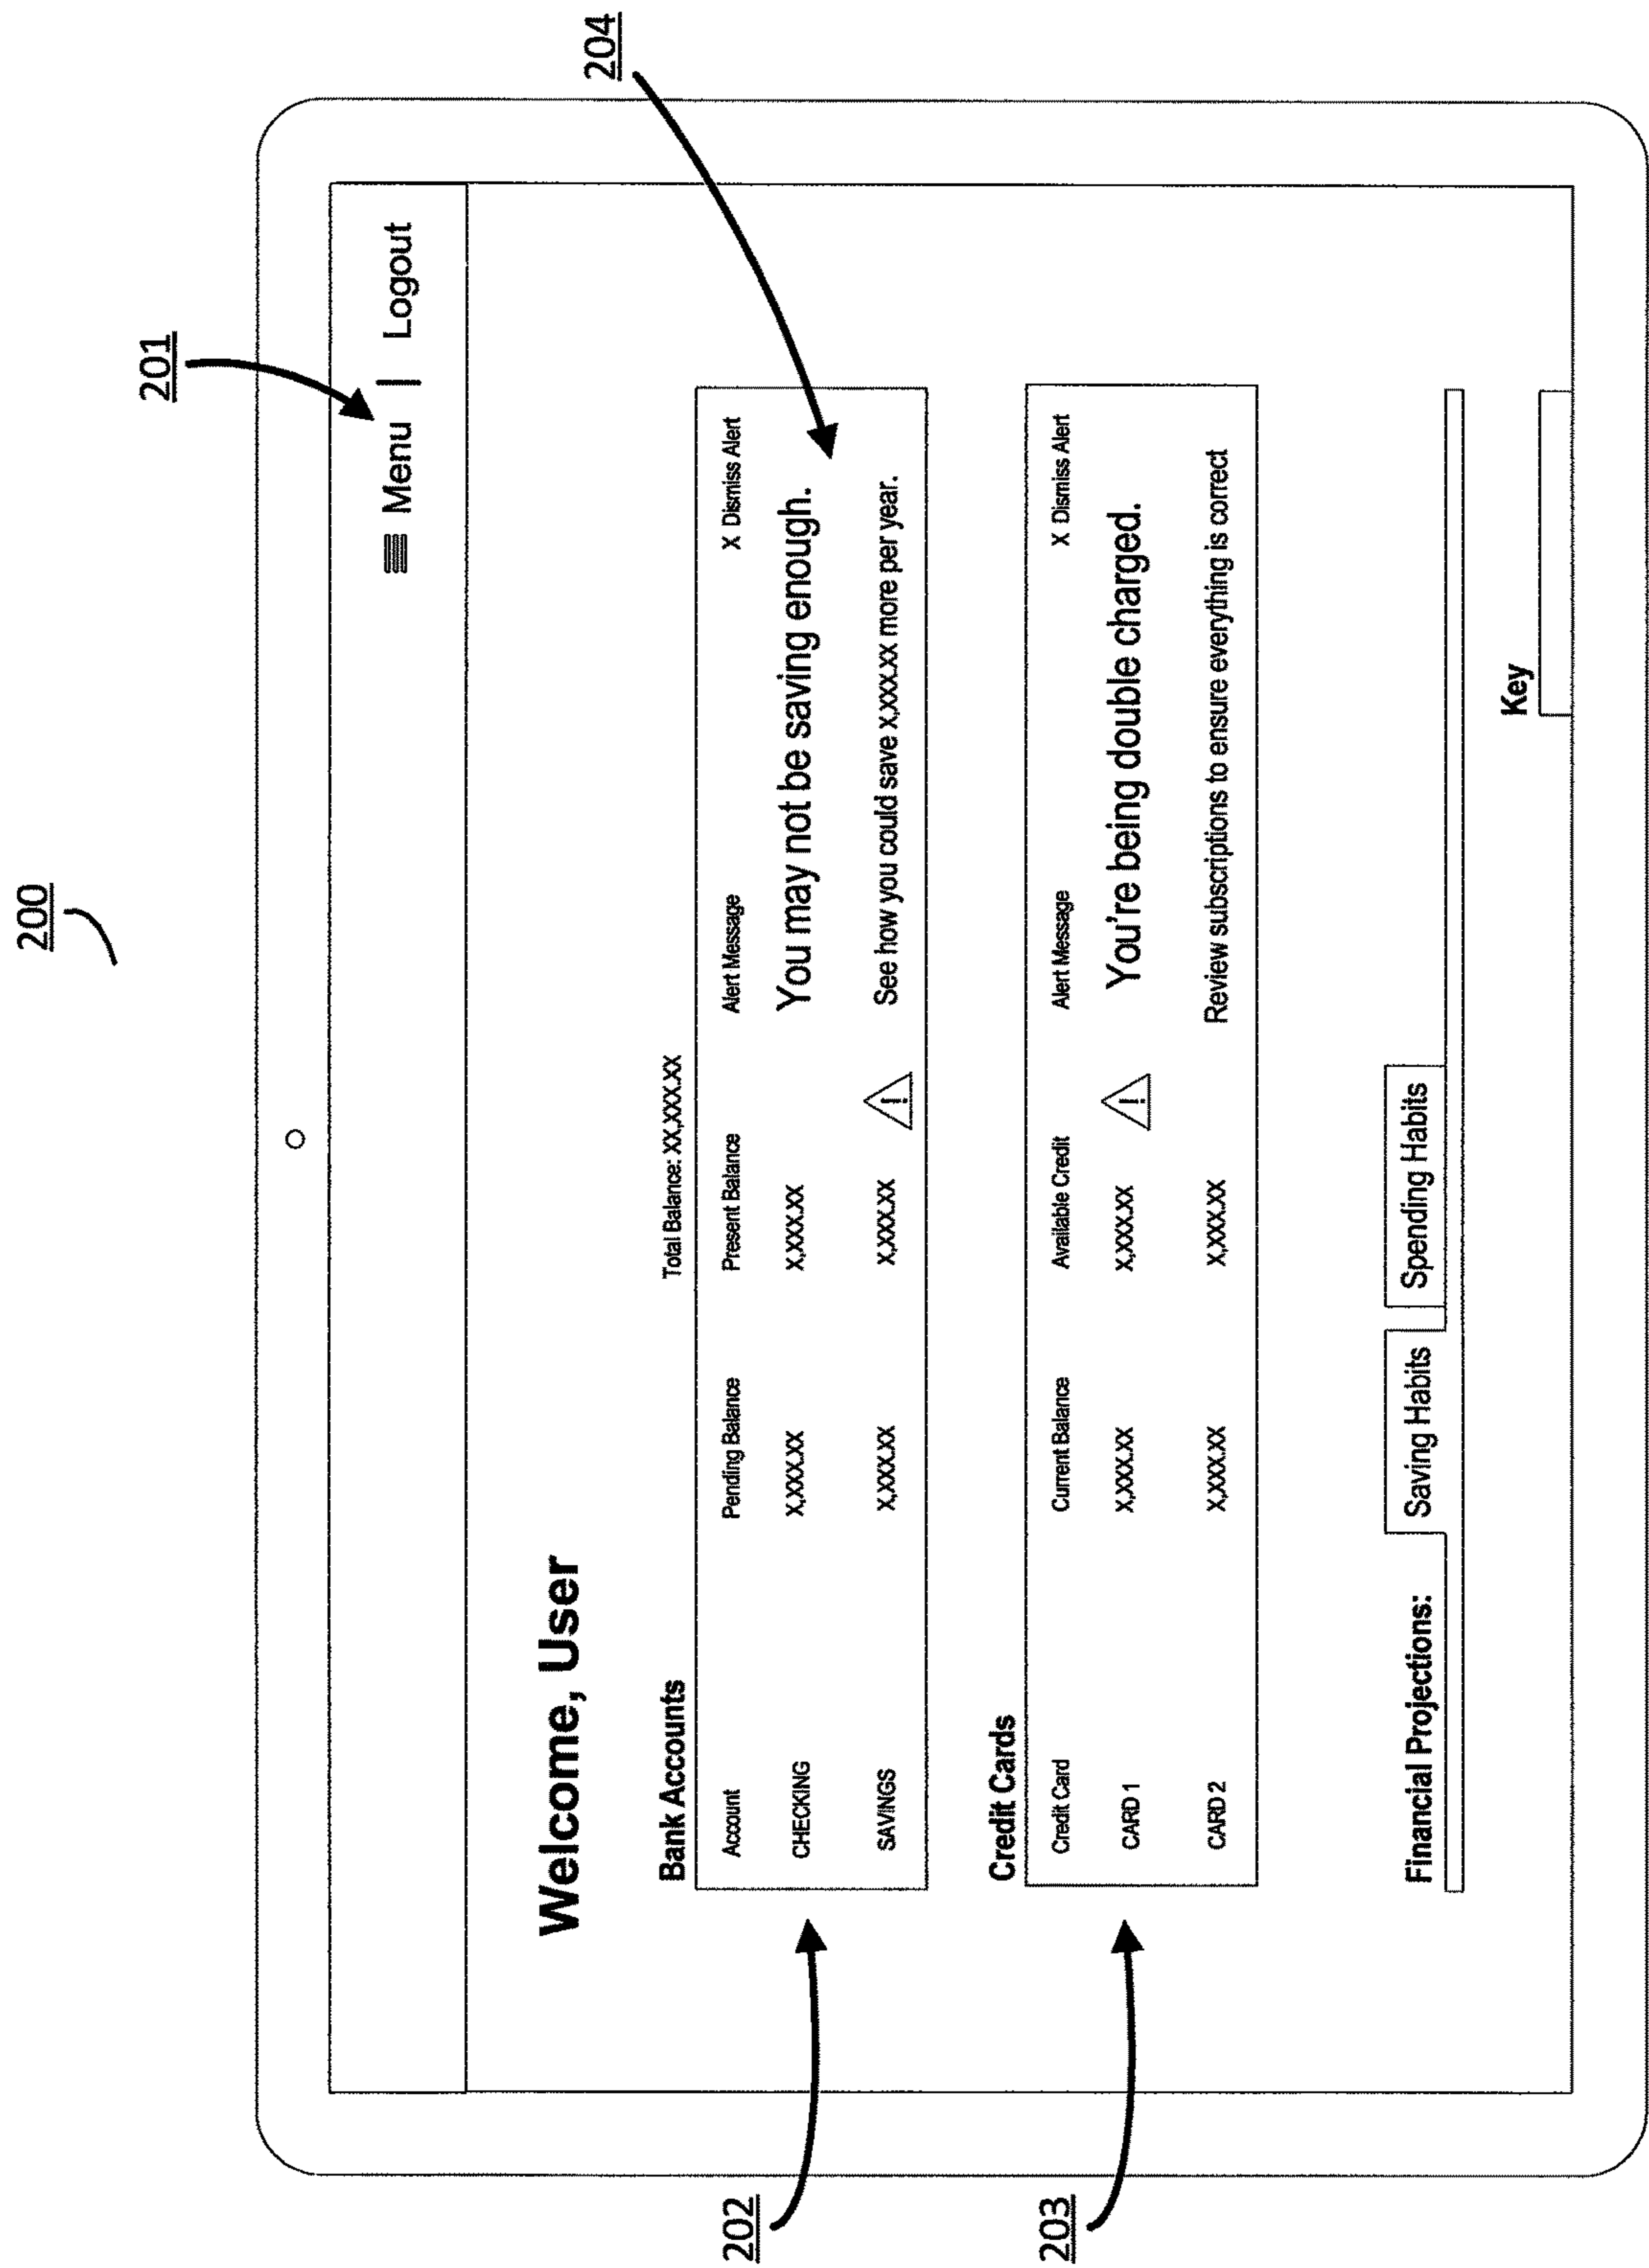 200
201
≡ Menu | Logout
204
Welcome, User
Bank Accounts
Total Balance: XX,XXX.XX
202
Account Pending Balance Present Balance Alert Message X Dismiss Alert
CHECKING X,XXX.XX X,XXX.XX You may not be saving enough.
SAVINGS X,XXX.XX X,XXX.XX ! See how you could save x,xxx.xx more per year.
Credit Cards
203
Credit Card Current Balance Available Credit Alert Message X Dismiss Alert
CARD 1 X,XXX.XX X,XXX.XX ! You're being double charged.
CARD 2 X,XXX.XX X,XXX.XX Review subscriptions to ensure everything is correct
Financial Projections: Saving Habits Spending Habits
Key